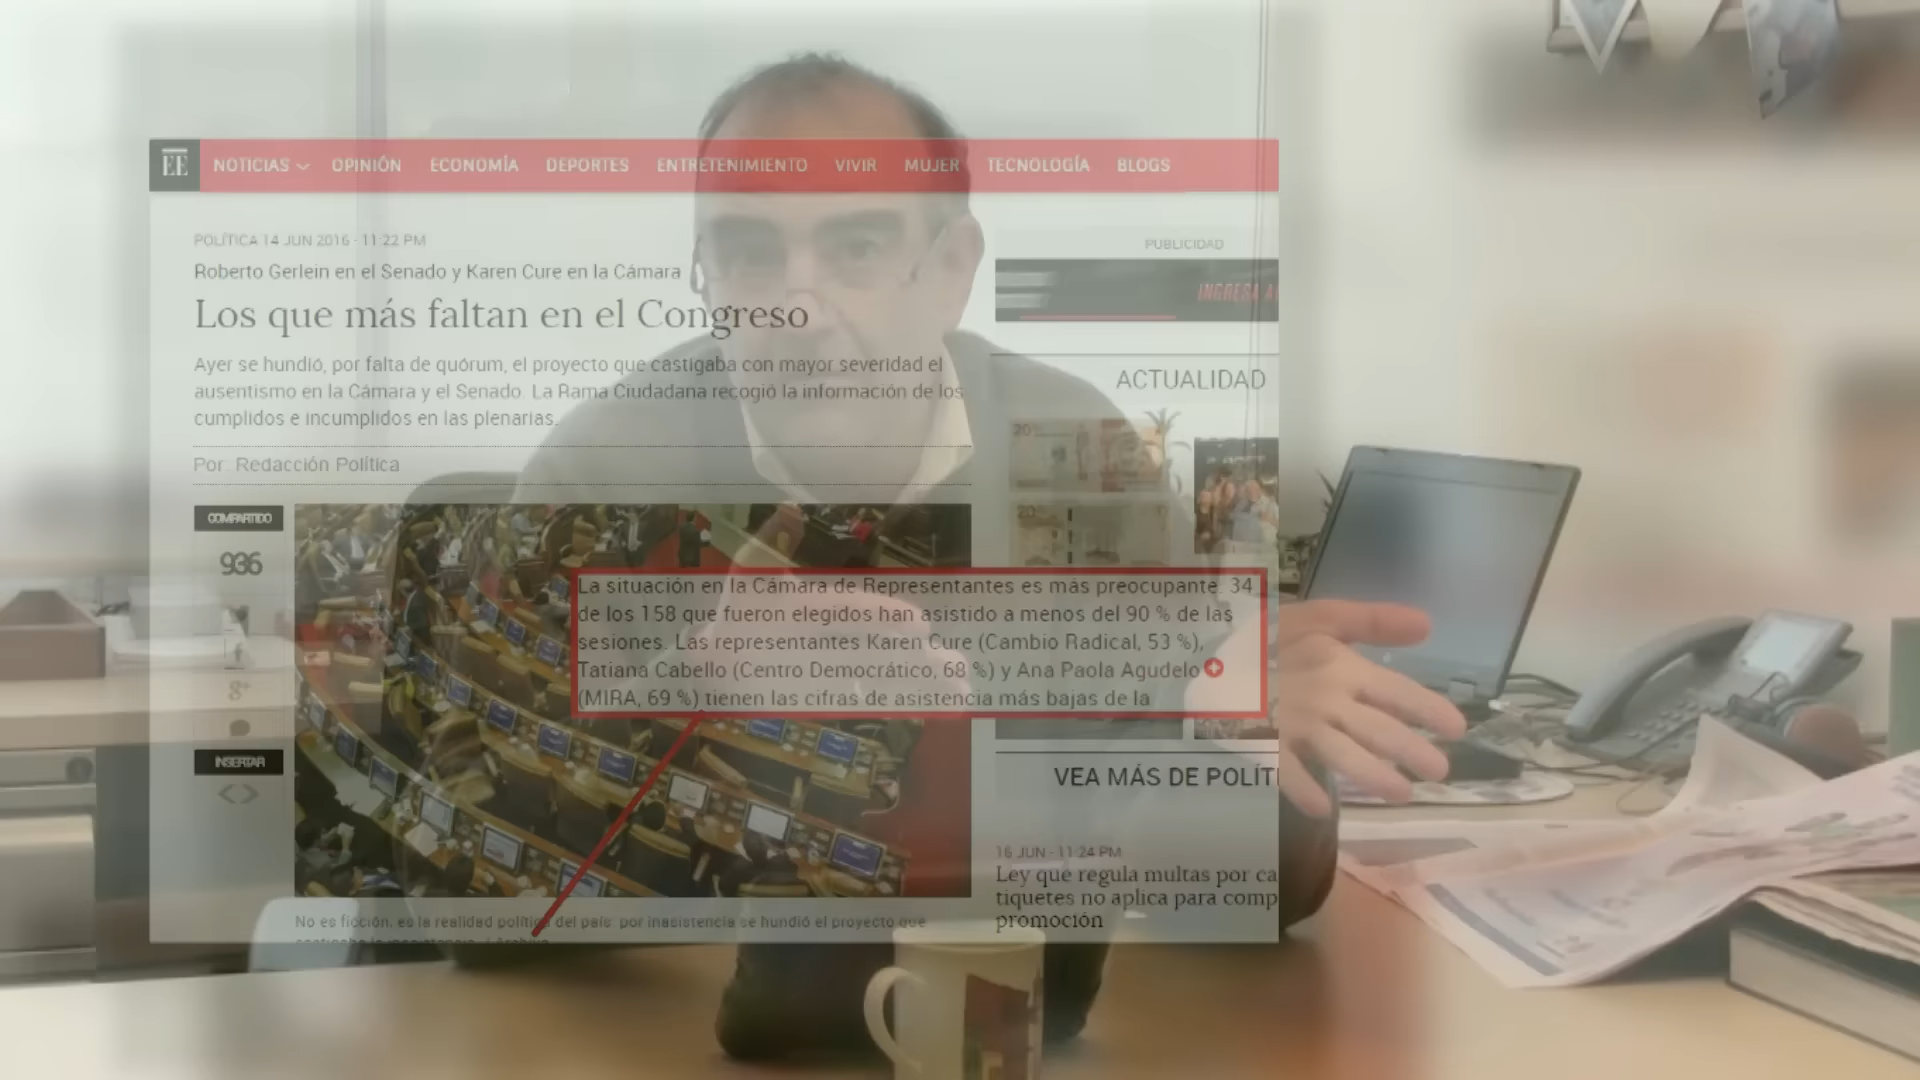 EE NOTICIAS OPINIÓN ECONOMÍA DEPORTES ENTRETENIMIENTO VIVIR MUJER TECNOLOGÍA BLOGS
POLÍTICA 14 JUN 2016 - 11:22 PM
Roberto Gerlein en el Senado y Karen Cure en la Cámara
Los que más faltan en el Congreso
Ayer se hundió, por falta de quórum, el proyecto que castigaba con mayor severidad el
ausentismo en la Cámara y el Senado. La Rama Ciudadana recogió la información de los
cumplidos e incumplidos en las plenarias.
Por: Redacción Política
COMPARTIDO
936
8+
INSERTAR
<>
La situación en la Cámara de Representantes es más preocupante. 34
de los 158 que fueron elegidos han asistido a menos del 90 % de las
sesiones. Las representantes Karen Cure (Cambio Radical, 53 %),
Tatiana Cabello (Centro Democrático, 68 %) y Ana Paola Agudelo
(MIRA, 69 %) tienen las cifras de asistencia más bajas de la
No es ficción, es la realidad política del país: por inasistencia se hundió el proyecto que
PUBLICIDAD
INGRESA
ACTUALIDAD
20
20
VEA MÁS DE POLÍTI
16 JUN - 11:24 PM
Ley que regula multas por ca
tiquetes no aplica para comp
promoción